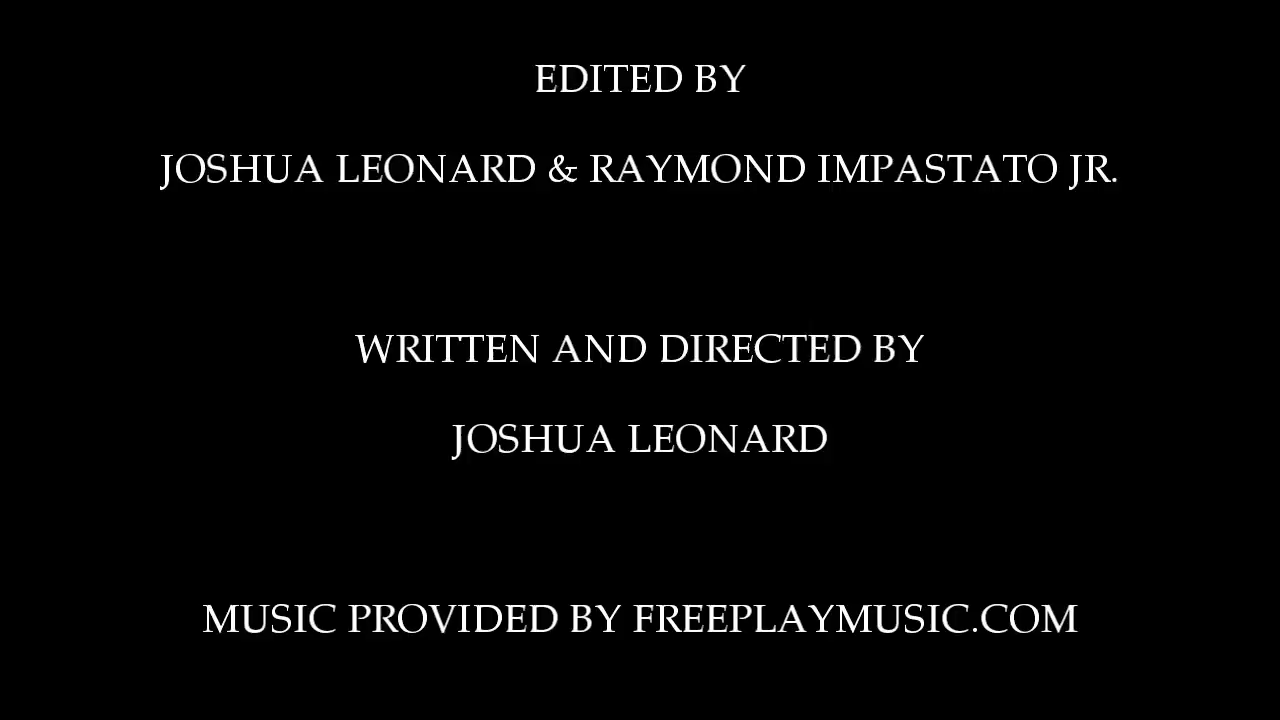 EDITED BY
JOSHUA LEONARD & RAYMOND IMPASTATO JR.
WRITTEN AND DIRECTED BY
JOSHUA LEONARD
MUSIC PROVIDED BY FREEPLAYMUSIC.COM